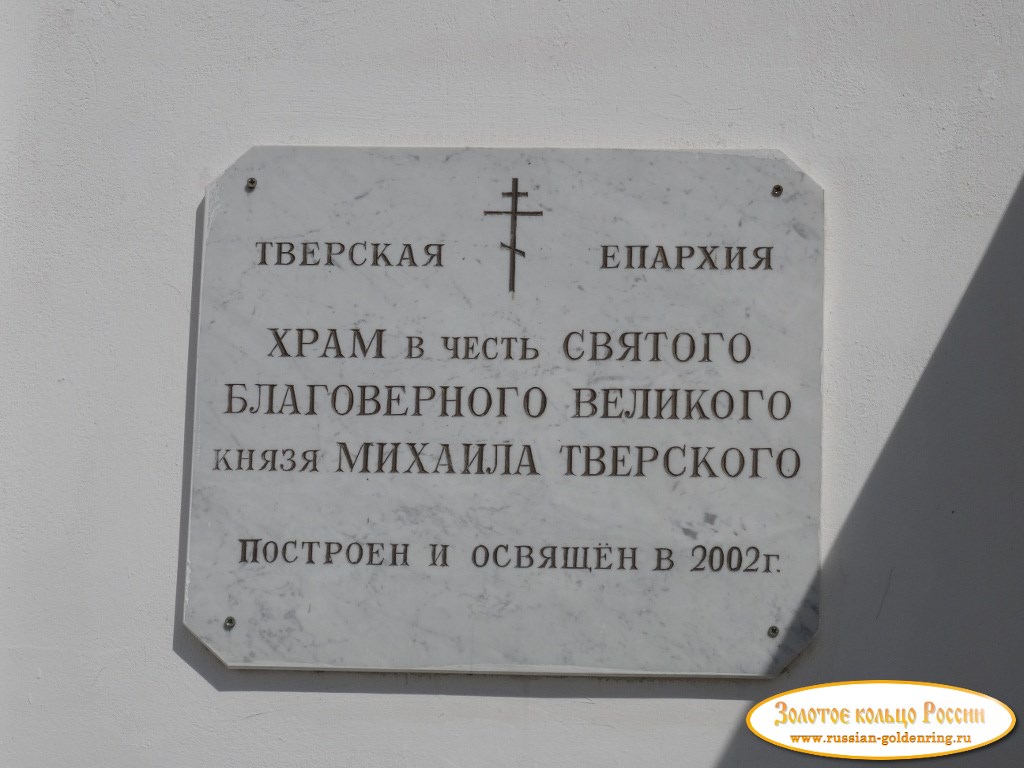 ТВЕРСКАЯ ЕПАРХИЯ
ХРАМ В ЧЕСТЬ СВЯТОГО
БЛАГОВЕРНОГО ВЕЛИКОГО
КНЯЗЯ МИХАИЛА ТВЕРСКОГО
ПОСТРОЕН И ОСВЯЩЁН В 2002г.
Золотое кольцо России
www.russian-goldenring.ru